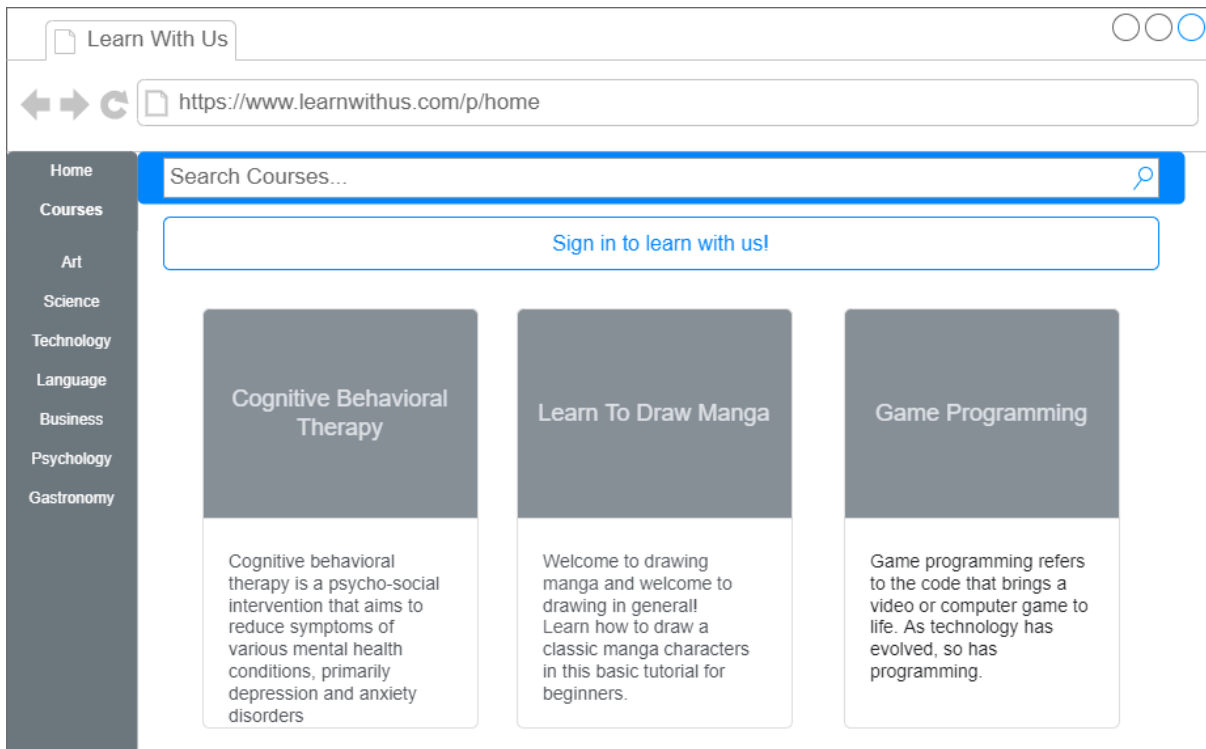 Learn With Us
https://www.learnwithus.com/p/home
Home
Courses
Art
Science
Technology
Language
Business
Psychology
Gastronomy
Search Courses...
Sign in to learn with us!
Cognitive Behavioral
Therapy
Cognitive behavioral
therapy is a psycho-social
intervention that aims to
reduce symptoms of
various mental health
conditions, primarily
depression and anxiety
disorders
Learn To Draw Manga
Welcome to drawing
manga and welcome to
drawing in general!
Learn how to draw a
classic manga characters
in this basic tutorial for
beginners.
Game Programming
Game programming refers
to the code that brings a
video or computer game to
life. As technology has
evolved, so has
programming.